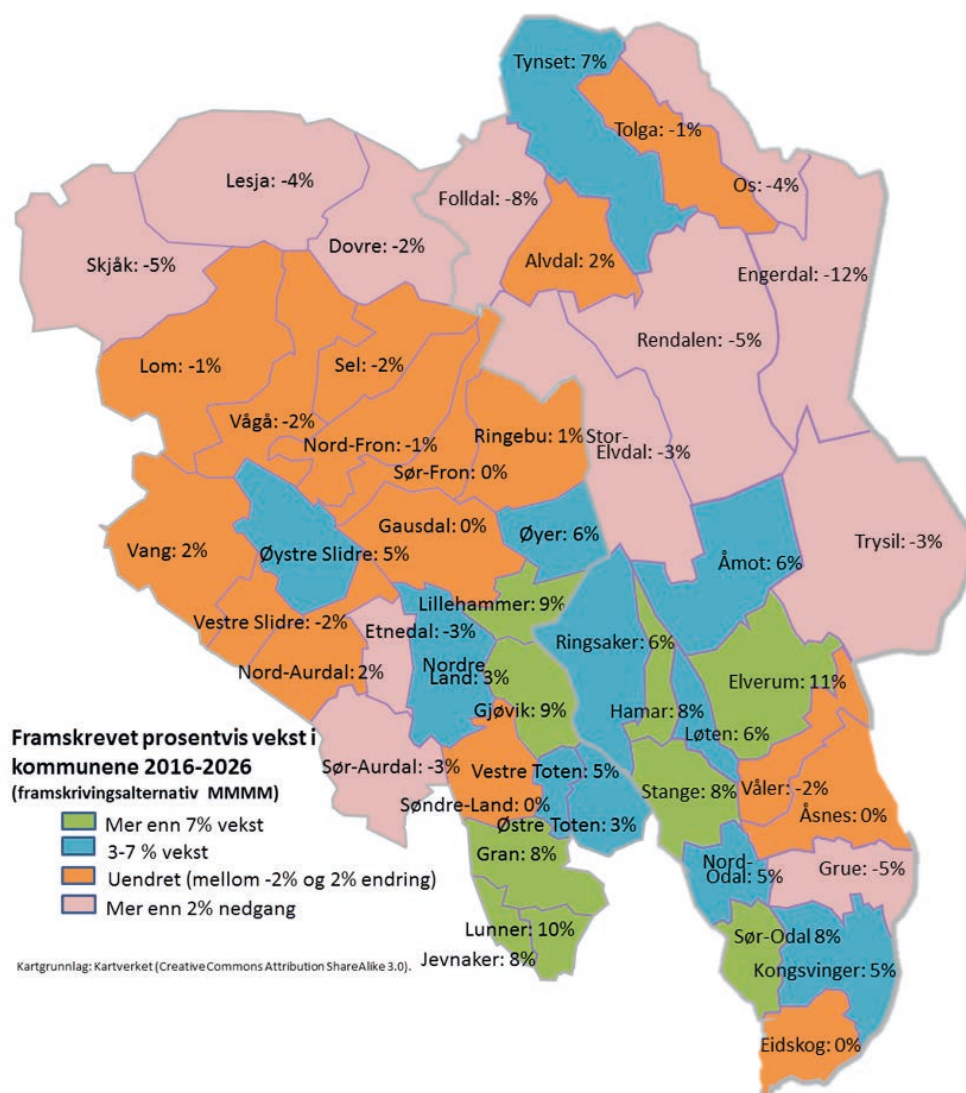 Tynset: 7%
Tolga: -1%
Os: -4%
Lesja: -4%
Folldal: -8%
Dovre: -2%
Skjåk: -5%
Alvdal: 2%
Engerdal: -12%
Rendalen: -5%
Lom: -1%
Sel: -2%
Vågå: -2%
Nord-Fron: -1%
Ringebu: 1%
Stor-
Elvdal: -3%
Sør-Fron: 0%
Gausdal: 0%
Øyer: 6%
Vang: 2%
Øystre Slidre: 5%
Åmot: 6%
Trysil: -3%
Lillehammer: 9%
Vestre Slidre: -2%
Etnedal: -3%
Ringsaker: 6%
Nord-Aurdal: 2%
Nordre
Land: 3%
Elverum: 11%
Gjøvik: 9%
Hamar: 8%
Løten: 6%
Framskrevet prosentvis vekst i
kommunene 2016-2026
(framskrivingsalternativ MMMM)
Mer enn 7% vekst
3-7 % vekst
Uendret (mellom -2% og 2% endring)
Mer enn 2% nedgang
Kartgrunnlag: Kartverket (Creative Commons Attribution ShareAlike 3.0).
Sør-Aurdal: -3%
Vestre Toten: 5%
Stange: 8%
Våler: -2%
Søndre-Land: 0%
Åsnes: 0%
Østre Toten: 3%
Gran: 8%
Nord-
Odal: 5%
Grue: -5%
Lunner: 10%
Sør-Odal 8%
Jevnaker: 8%
Kongsvinger: 5%
Eidskog: 0%